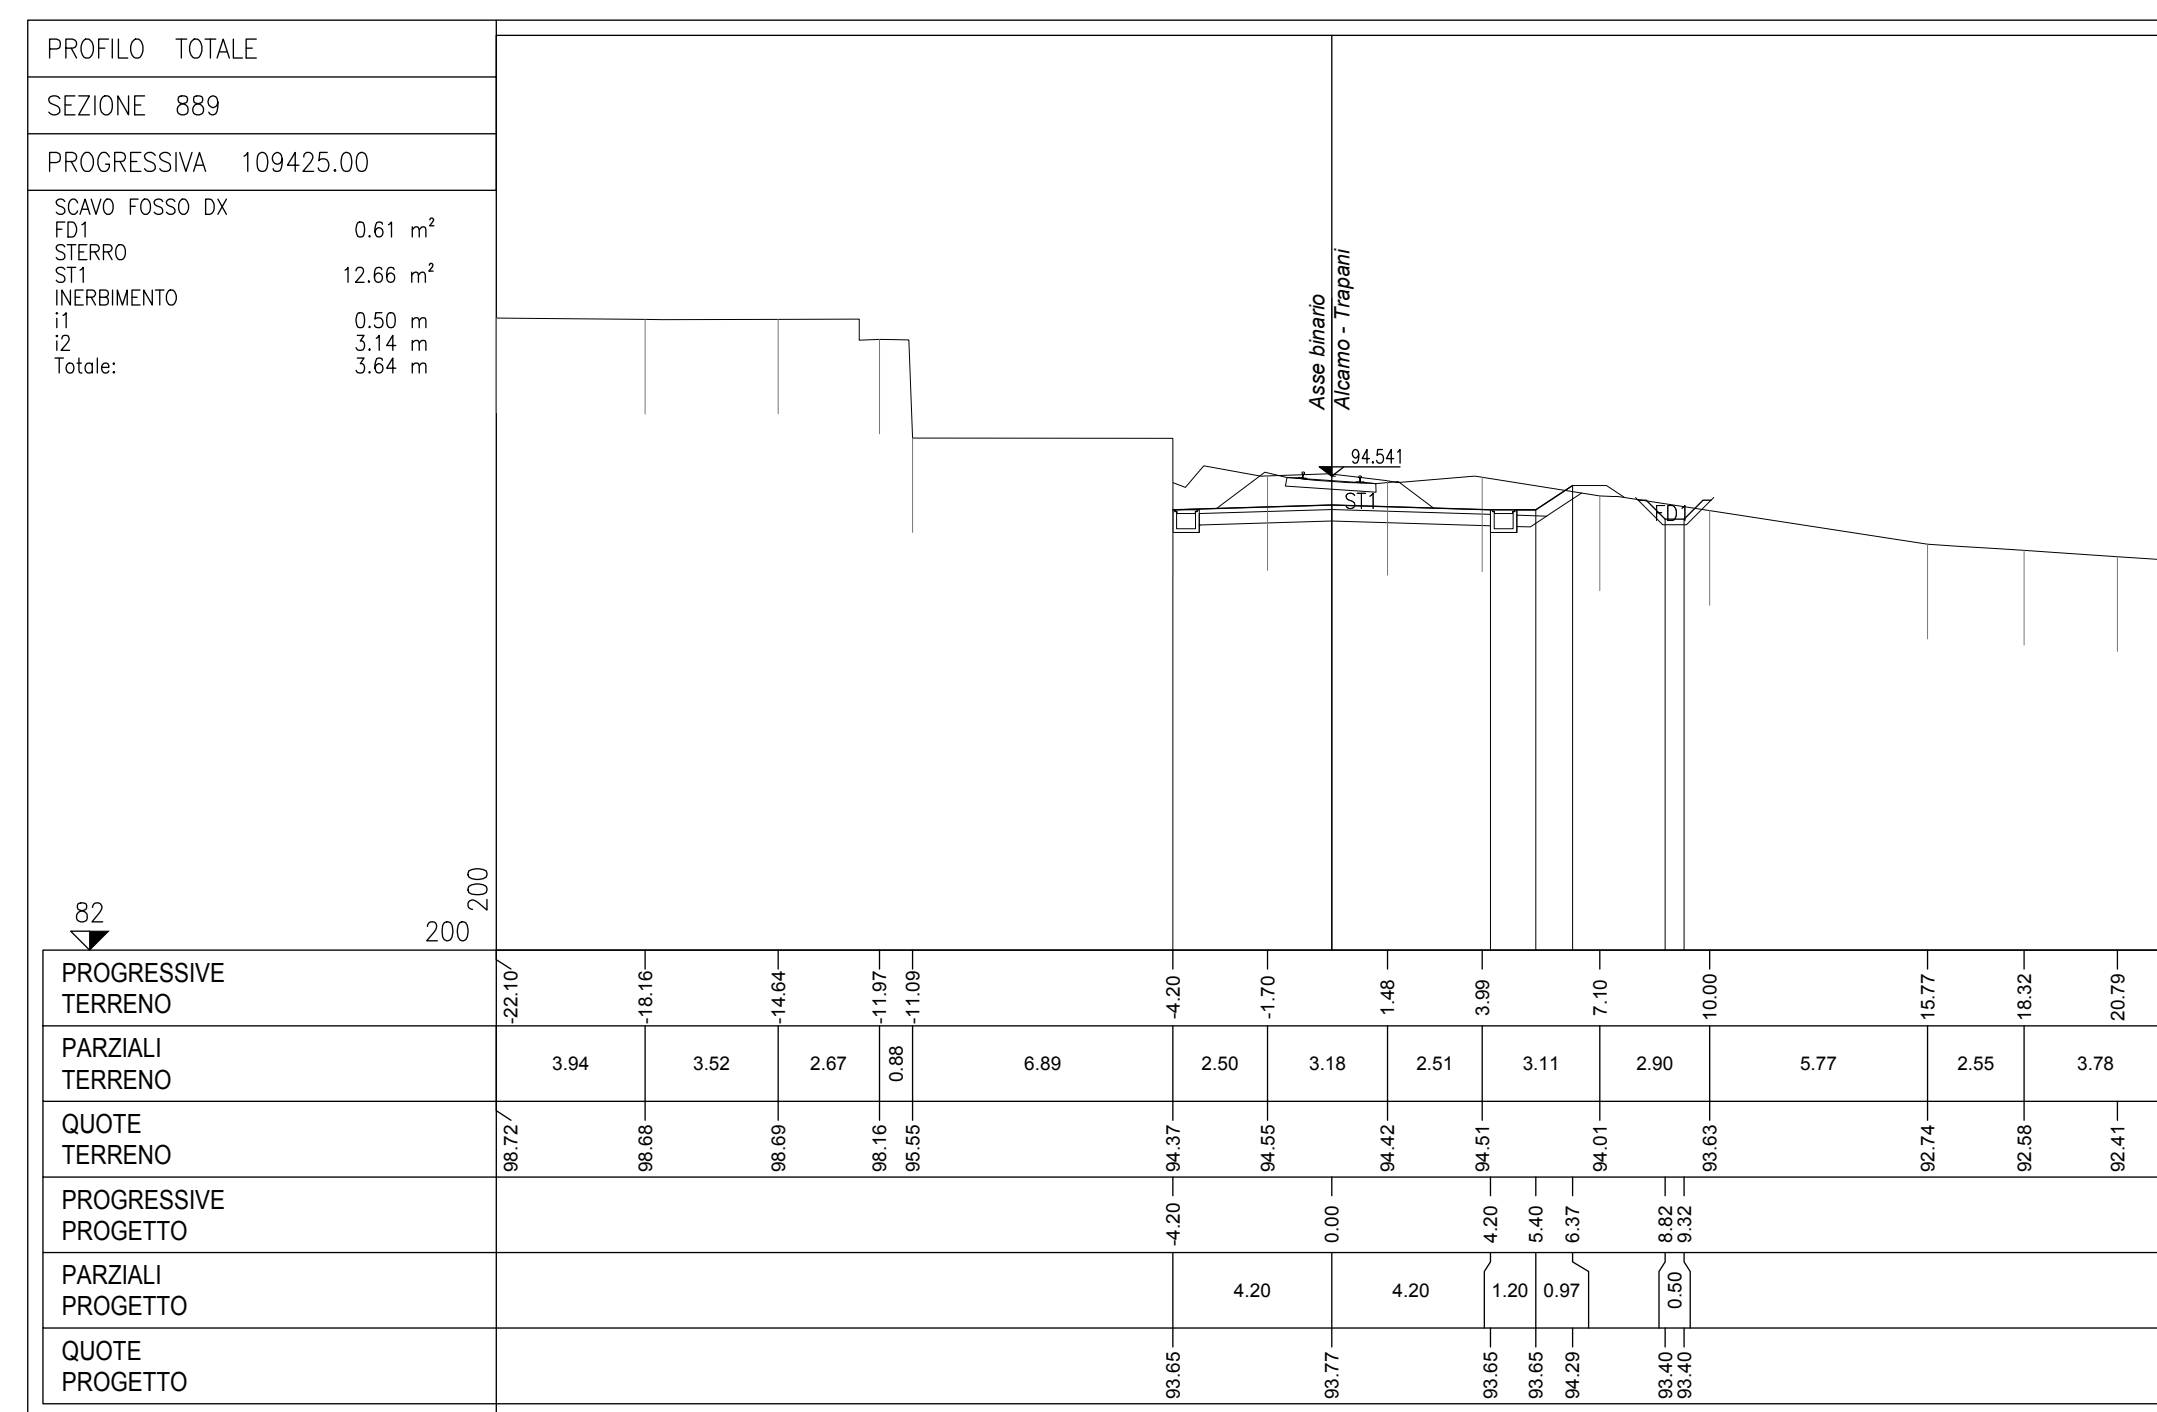 PROFILO TOTALE
SEZIONE 889
PROGRESSIVA 109425.00
SCAVO FOSSO DX
FD1 0.61 m²
STERRO
ST1 12.66 m²
INERBIMENTO
i1 0.50 m
i2 3.14 m
Totale: 3.64 m
Asse binario
Alcamo - Trapani
94.541
ST1
FD1
200
82
200
PROGRESSIVE
TERRENO
-22.10 -18.16 -14.64 -11.97 -11.09 -4.20 -1.70 1.48 3.99 7.10 10.00 15.77 18.32 20.79
PARZIALI
TERRENO
3.94 3.52 2.67 0.88 6.89 2.50 3.18 2.51 3.11 2.90 5.77 2.55 3.78
QUOTE
TERRENO
98.72 98.68 98.69 98.16 95.55 94.37 94.55 94.42 94.51 94.01 93.63 92.74 92.58 92.41
PROGRESSIVE
PROGETTO
-4.20 0.00 4.20 5.40 6.37 8.82 9.32
PARZIALI
PROGETTO
4.20 4.20 1.20 0.97 0.50
QUOTE
PROGETTO
93.65 93.77 93.65 93.65 94.29 93.40 93.40